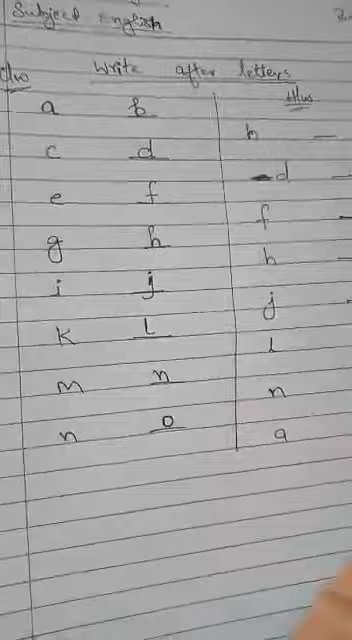 Subject English
C/w write after letters H/w
a b
c d
e f
g h
i j
k l
m n
n o
b
d
f
h
j
l
n
q